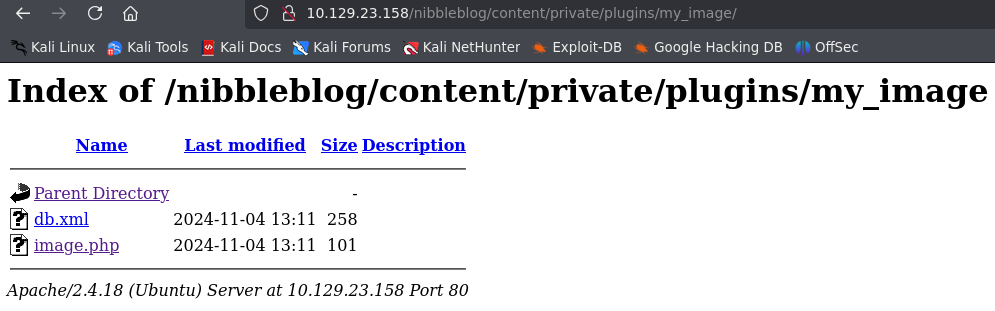 10.129.23.158/nibbleblog/content/private/plugins/my_image/
Kali Linux Kali Tools Kali Docs Kali Forums Kali NetHunter Exploit-DB Google Hacking DB OffSec
Index of /nibbleblog/content/private/plugins/my_image
Name Last modified Size Description
Parent Directory -
db.xml 2024-11-04 13:11 258
image.php 2024-11-04 13:11 101
Apache/2.4.18 (Ubuntu) Server at 10.129.23.158 Port 80